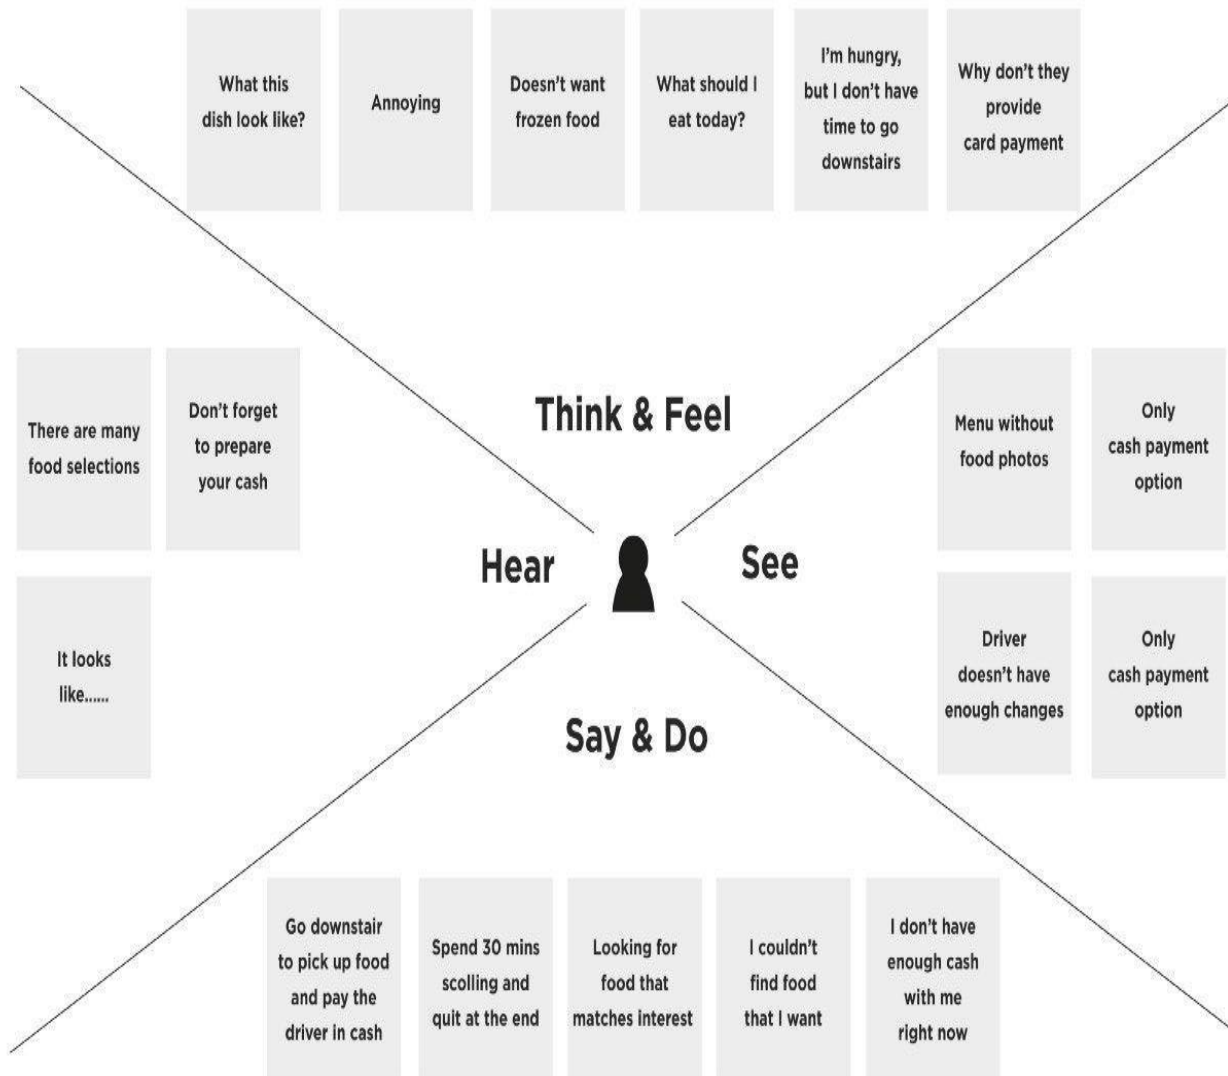 What this
dish look like?
Annoying
Doesn't want
frozen food
What should I
eat today?
I'm hungry,
but I don't have
time to go
downstairs
Why don't they
provide
card payment
There are many
food selections
Don't forget
to prepare
your cash
Think & Feel
Menu without
food photos
Only
cash payment
option
Hear
See
It looks
like......
Driver
doesn't have
enough changes
Only
cash payment
option
Say & Do
Go downstair
to pick up food
and pay the
driver in cash
Spend 30 mins
scolling and
quit at the end
Looking for
food that
matches interest
I couldn't
find food
that I want
I don't have
enough cash
with me
right now